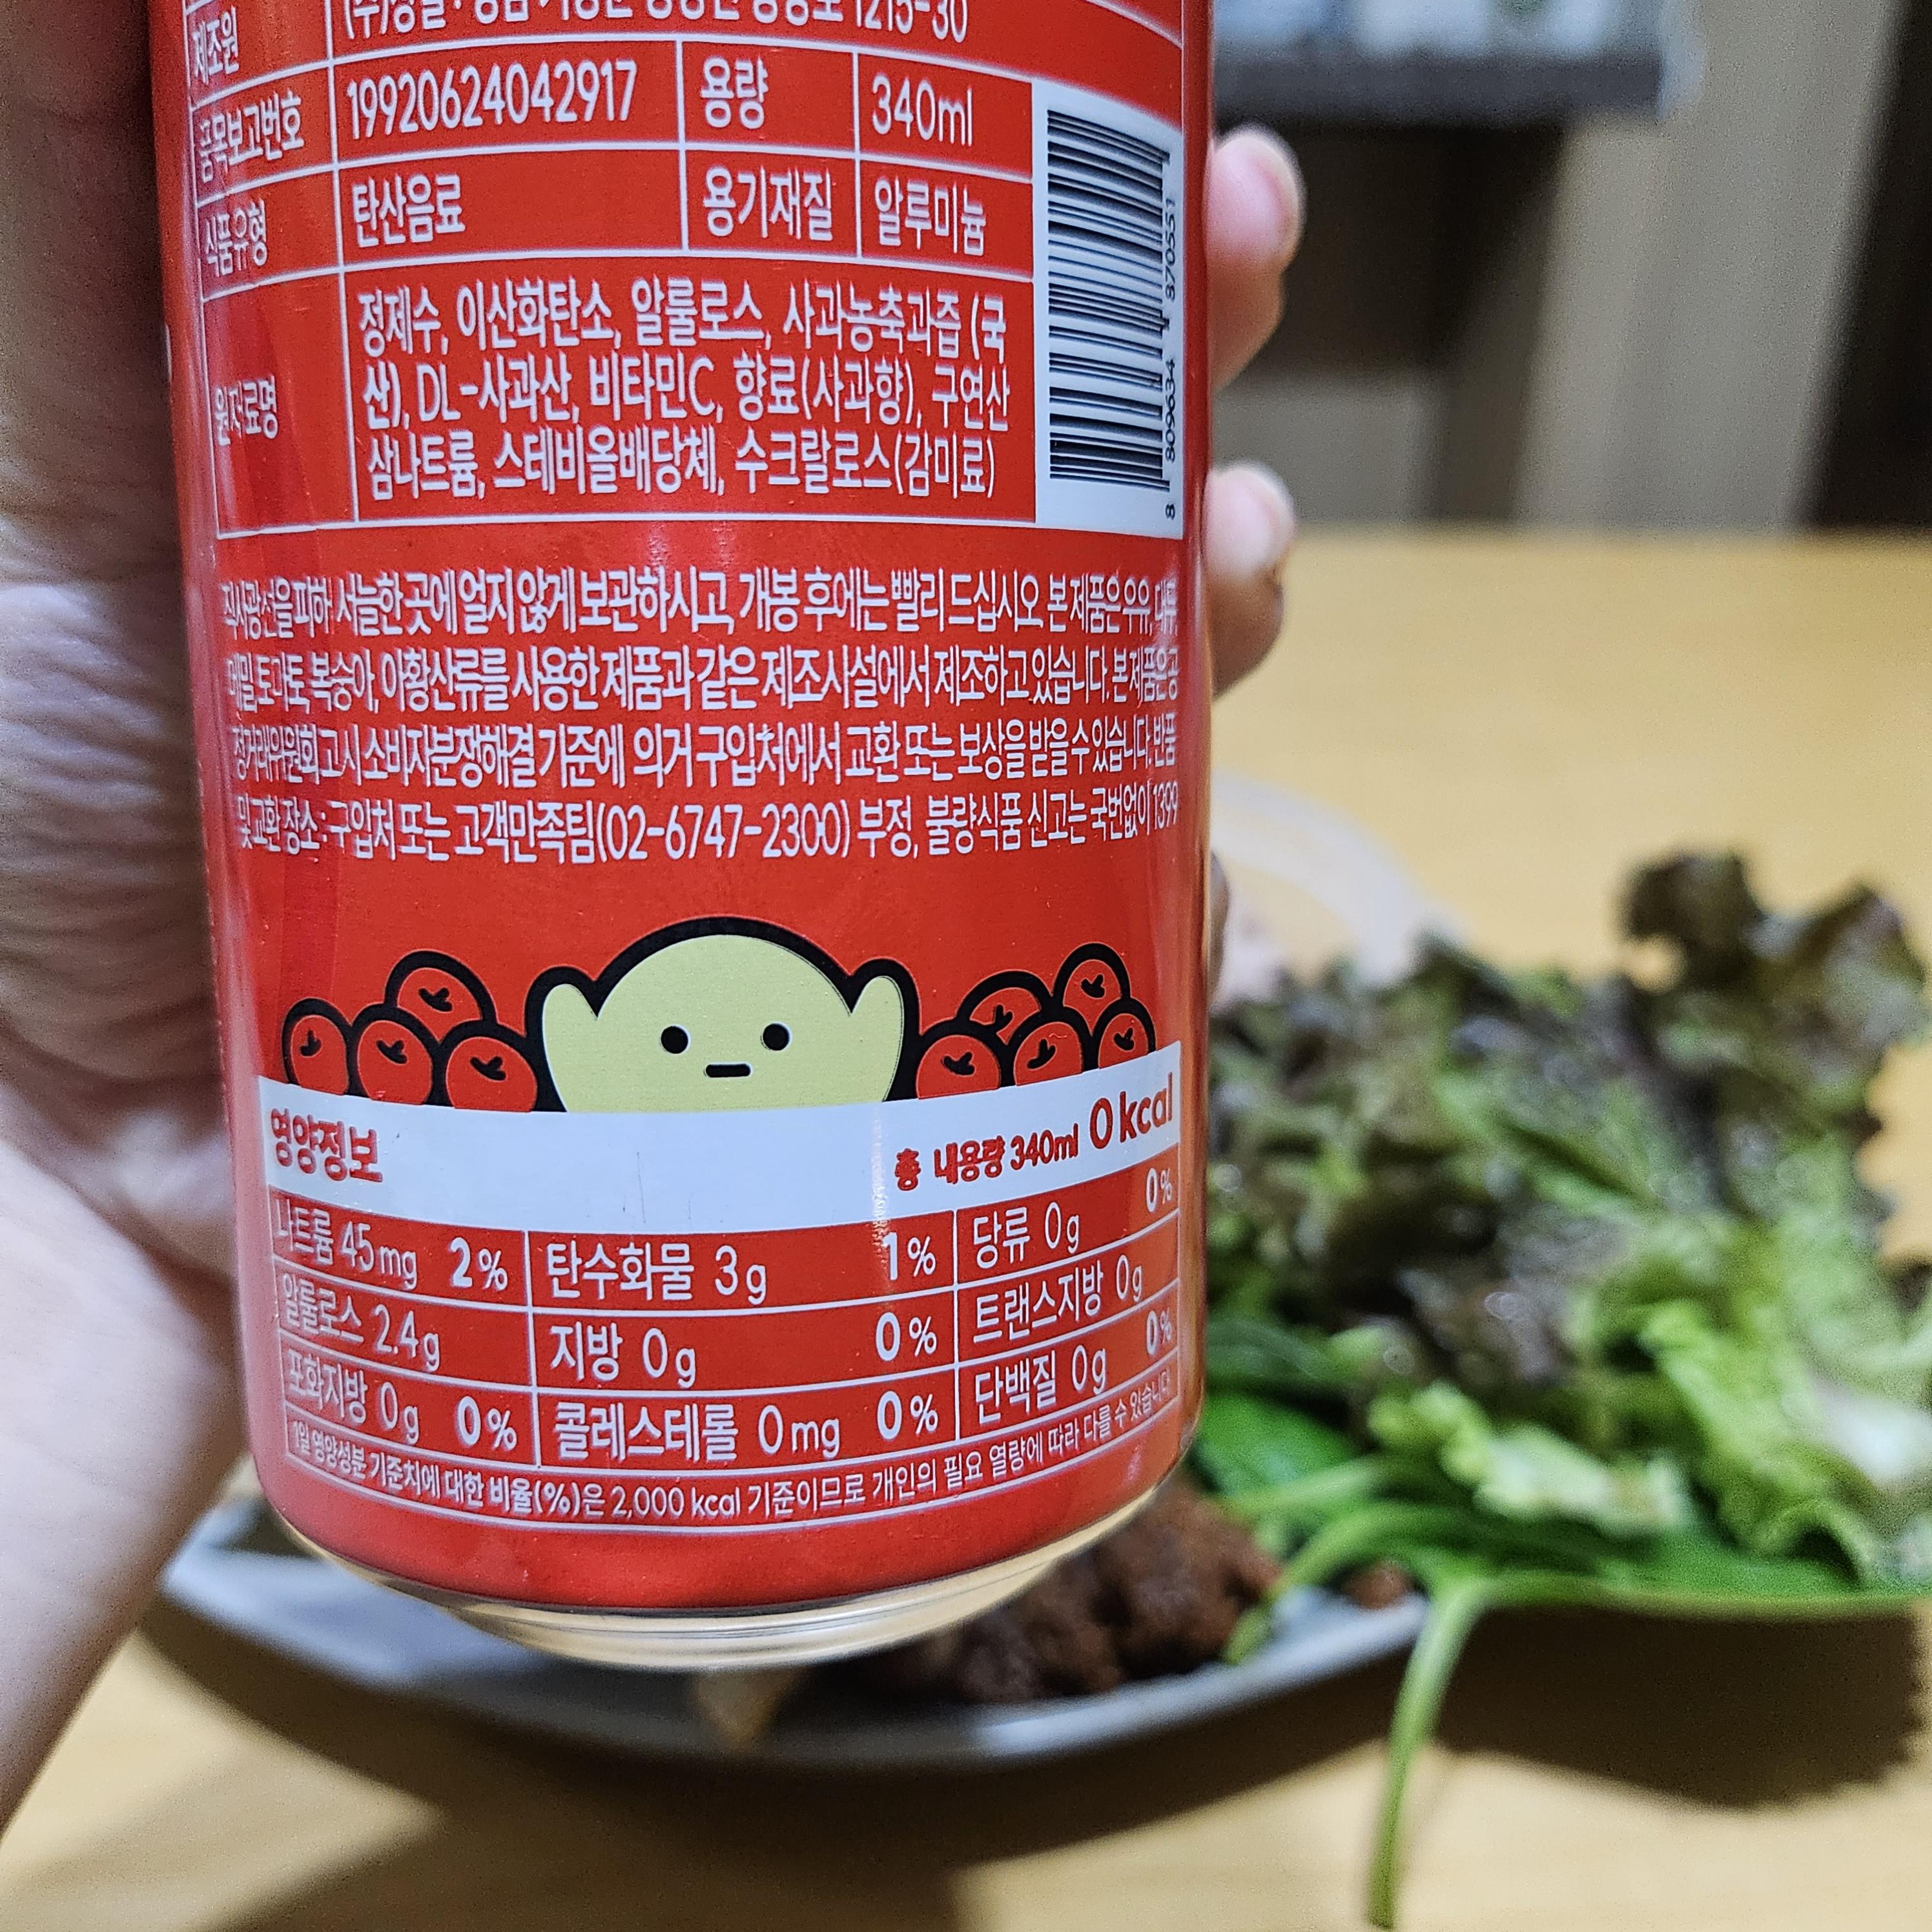 제조원
품목보고번호 19920624042917 용량 340ml
식품유형 탄산음료 용기재질 알루미늄
원재료명
정제수, 이산화탄소, 알룰로스, 사과농축과즙 (국
산), DL-사과산, 비타민C, 향료(사과향), 구연산
삼나트륨, 스테비올배당체, 수크랄로스(감미료)
8 809634 870551
직사광선을 피하 서늘한 곳에 얼지 않게 보관하시고, 개봉 후에는 빨리 드십시오 본 제품은 우유, 대두,
메밀, 토마토, 복숭아, 아황산류를 사용한 제품과 같은 제조시설에서 제조하고 있습니다. 본 제품은 공
정거래위원회 고시 소비자분쟁해결 기준에 의거 구입처에서 교환 또는 보상을 받을 수 있습니다. 반품
및 교환 장소: 구입처 또는 고객만족팀(02-6747-2300) 부정, 불량식품 신고는 국번없이 1399
영양정보 총 내용량 340ml 0 kcal
나트륨 45mg 2% 탄수화물 3g 1% 당류 0g 0%
알룰로스 2.4g 지방 0g 0% 트랜스지방 0g
포화지방 0g 0% 콜레스테롤 0mg 0% 단백질 0g 0%
1일 영양성분 기준치에 대한 비율(%)은 2,000 kcal 기준이므로 개인의 필요 열량에 따라 다를 수 있습니다.